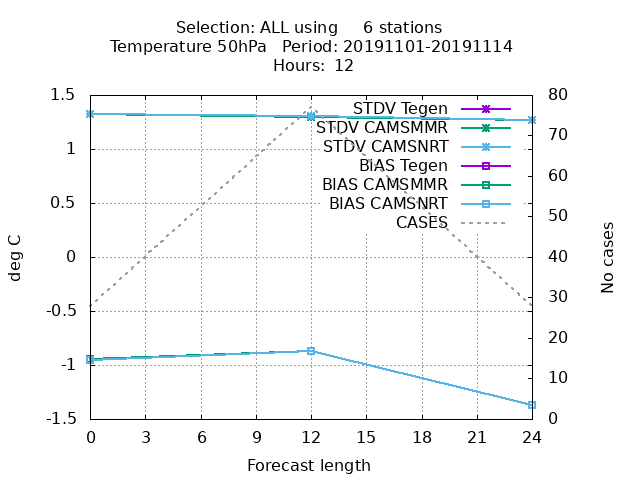 Selection: ALL using     6 stations
Temperature 50hPa   Period: 20191101-20191114
Hours: 12
STDV Tegen
STDV CAMSMMR
STDV CAMSNRT
BIAS Tegen
BIAS CAMSMMR
BIAS CAMSNRT
CASES
deg C
1.5
1
0.5
0
-0.5
-1
-1.5
No cases
80
70
60
50
40
30
20
10
0
0 3 6 9 12 15 18 21 24
Forecast length